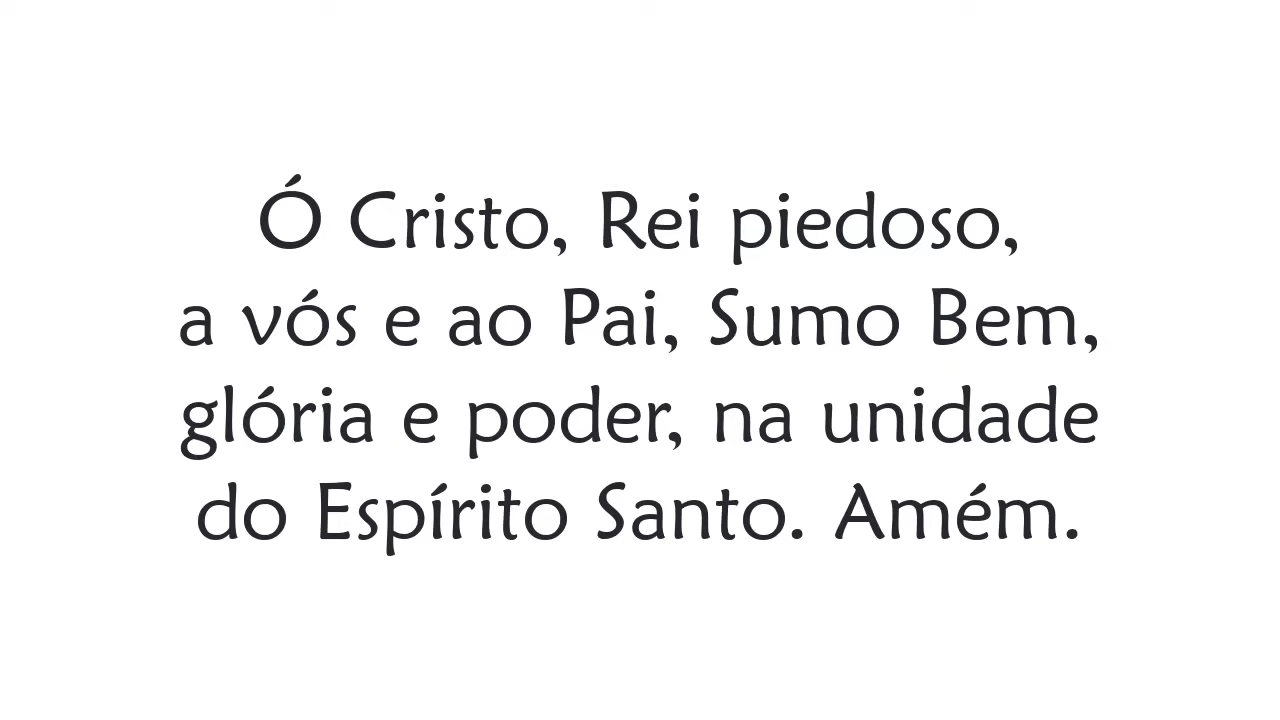 Ó Cristo, Rei piedoso,
a vós e ao Pai, Sumo Bem,
glória e poder, na unidade
do Espírito Santo. Amém.